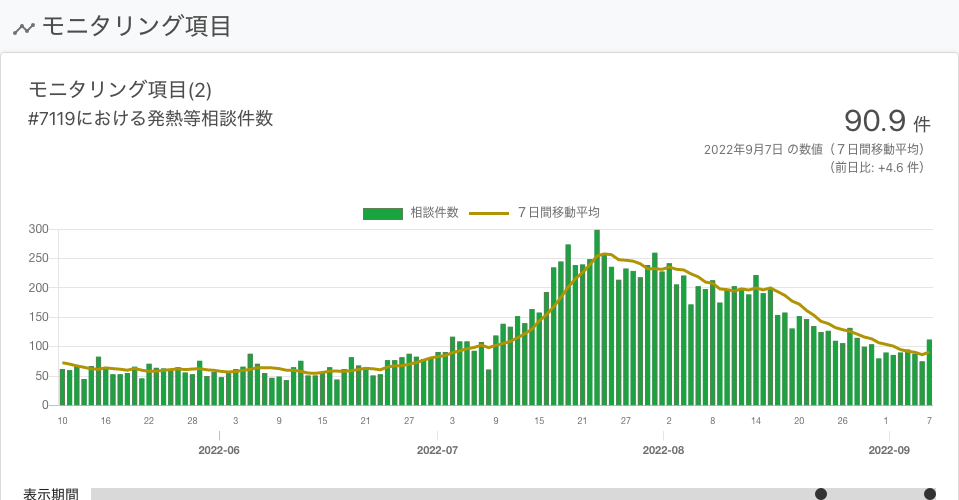 モニタリング項目
モニタリング項目(2)
#7119における発熱等相談件数
90.9 件
2022年9月7日 の数値（７日間移動平均）
（前日比: +4.6 件）
相談件数 ７日間移動平均
300
250
200
150
100
50
0
10 16 22 28 3 9 15 21 27 3 9 15 21 27 2 8 14 20 26 1 7
2022-06 2022-07 2022-08 2022-09
表示期間